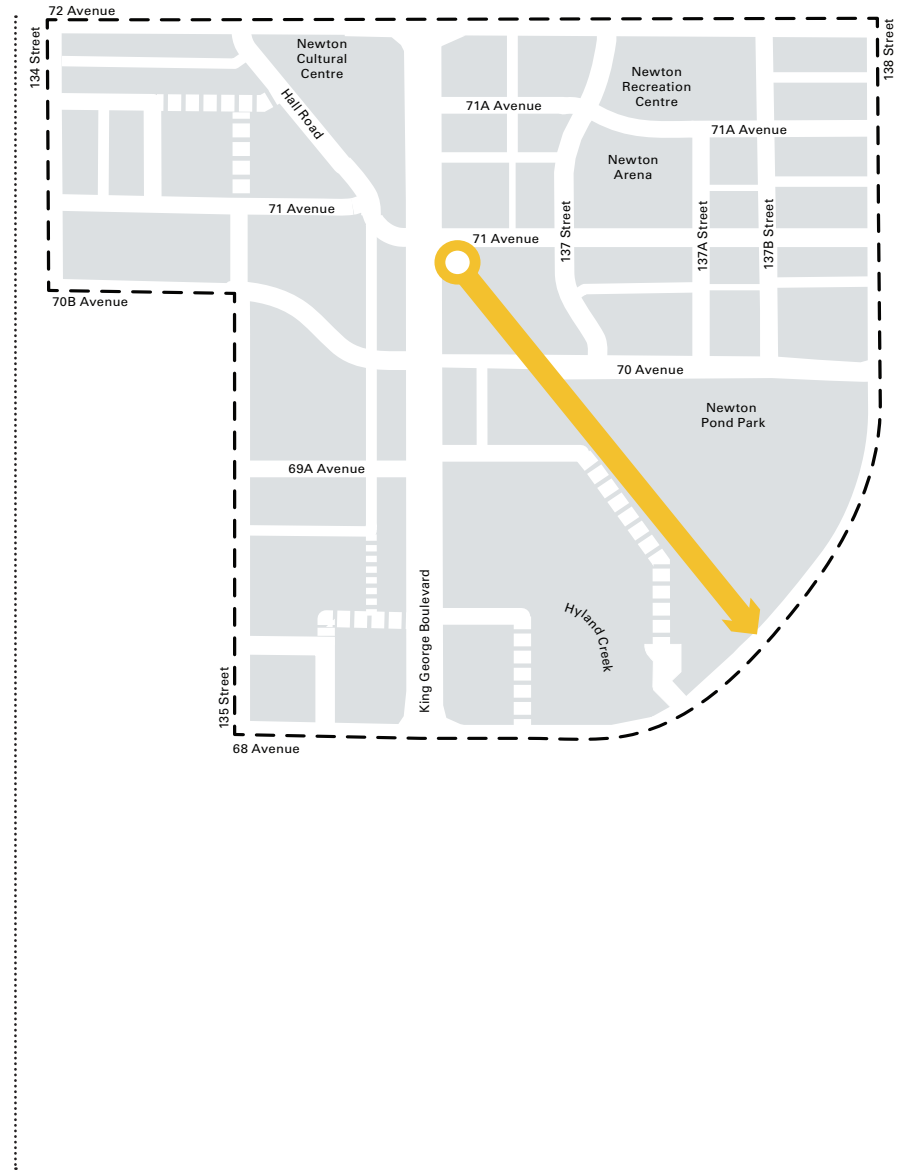 72 Avenue
134 Street
138 Street
Newton
Cultural
Centre
Hall Road
Newton
Recreation
Centre
71A Avenue
71A Avenue
Newton
Arena
71 Avenue
71 Avenue
137 Street
137A Street
137B Street
70B Avenue
70 Avenue
Newton
Pond Park
69A Avenue
King George Boulevard
Hyland Creek
135 Street
68 Avenue